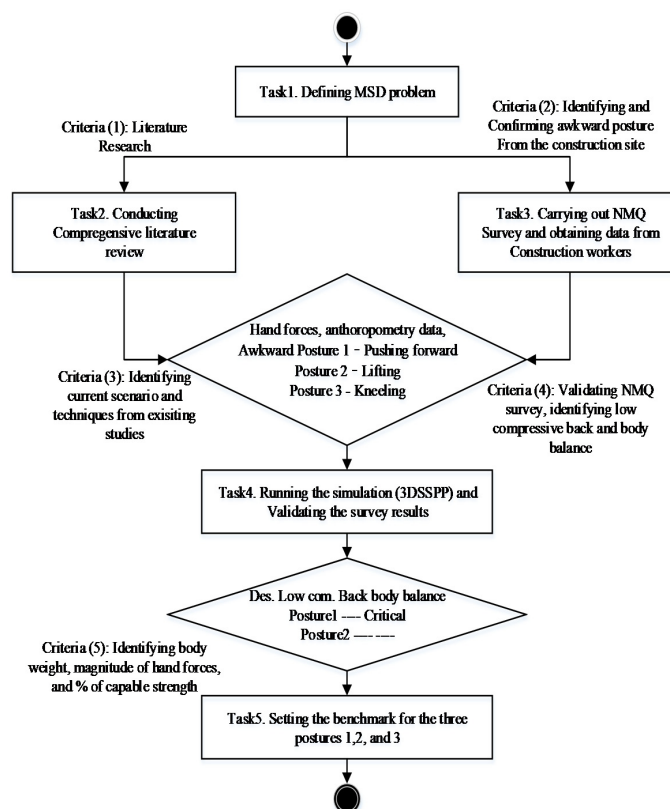 Task1. Defining MSD problem
Criteria (1): Literature
Research
Criteria (2): Identifying and
Confirming awkward posture
From the construction site
Task2. Conducting
Compregensive literature
review
Task3. Carrying out NMQ
Survey and obtaining data from
Construction workers
Hand forces, anthoropometry data,
Awkward Posture 1 - Pushing forward
Posture 2 - Lifting
Posture 3 - Kneeling
Criteria (3): Identifying
current scenario and
techniques from exisiting
studies
Criteria (4): Validating NMQ
survey, identifying low
compressive back and body
balance
Task4. Running the simulation (3DSSPP) and
Validating the survey results
Des. Low com. Back body balance
Posture1 ---- Critical
Posture2 ---- ----
Criteria (5): Identifying body
weight, magnitude of hand forces,
and % of capable strength
Task5. Setting the benchmark for the three
postures 1,2, and 3